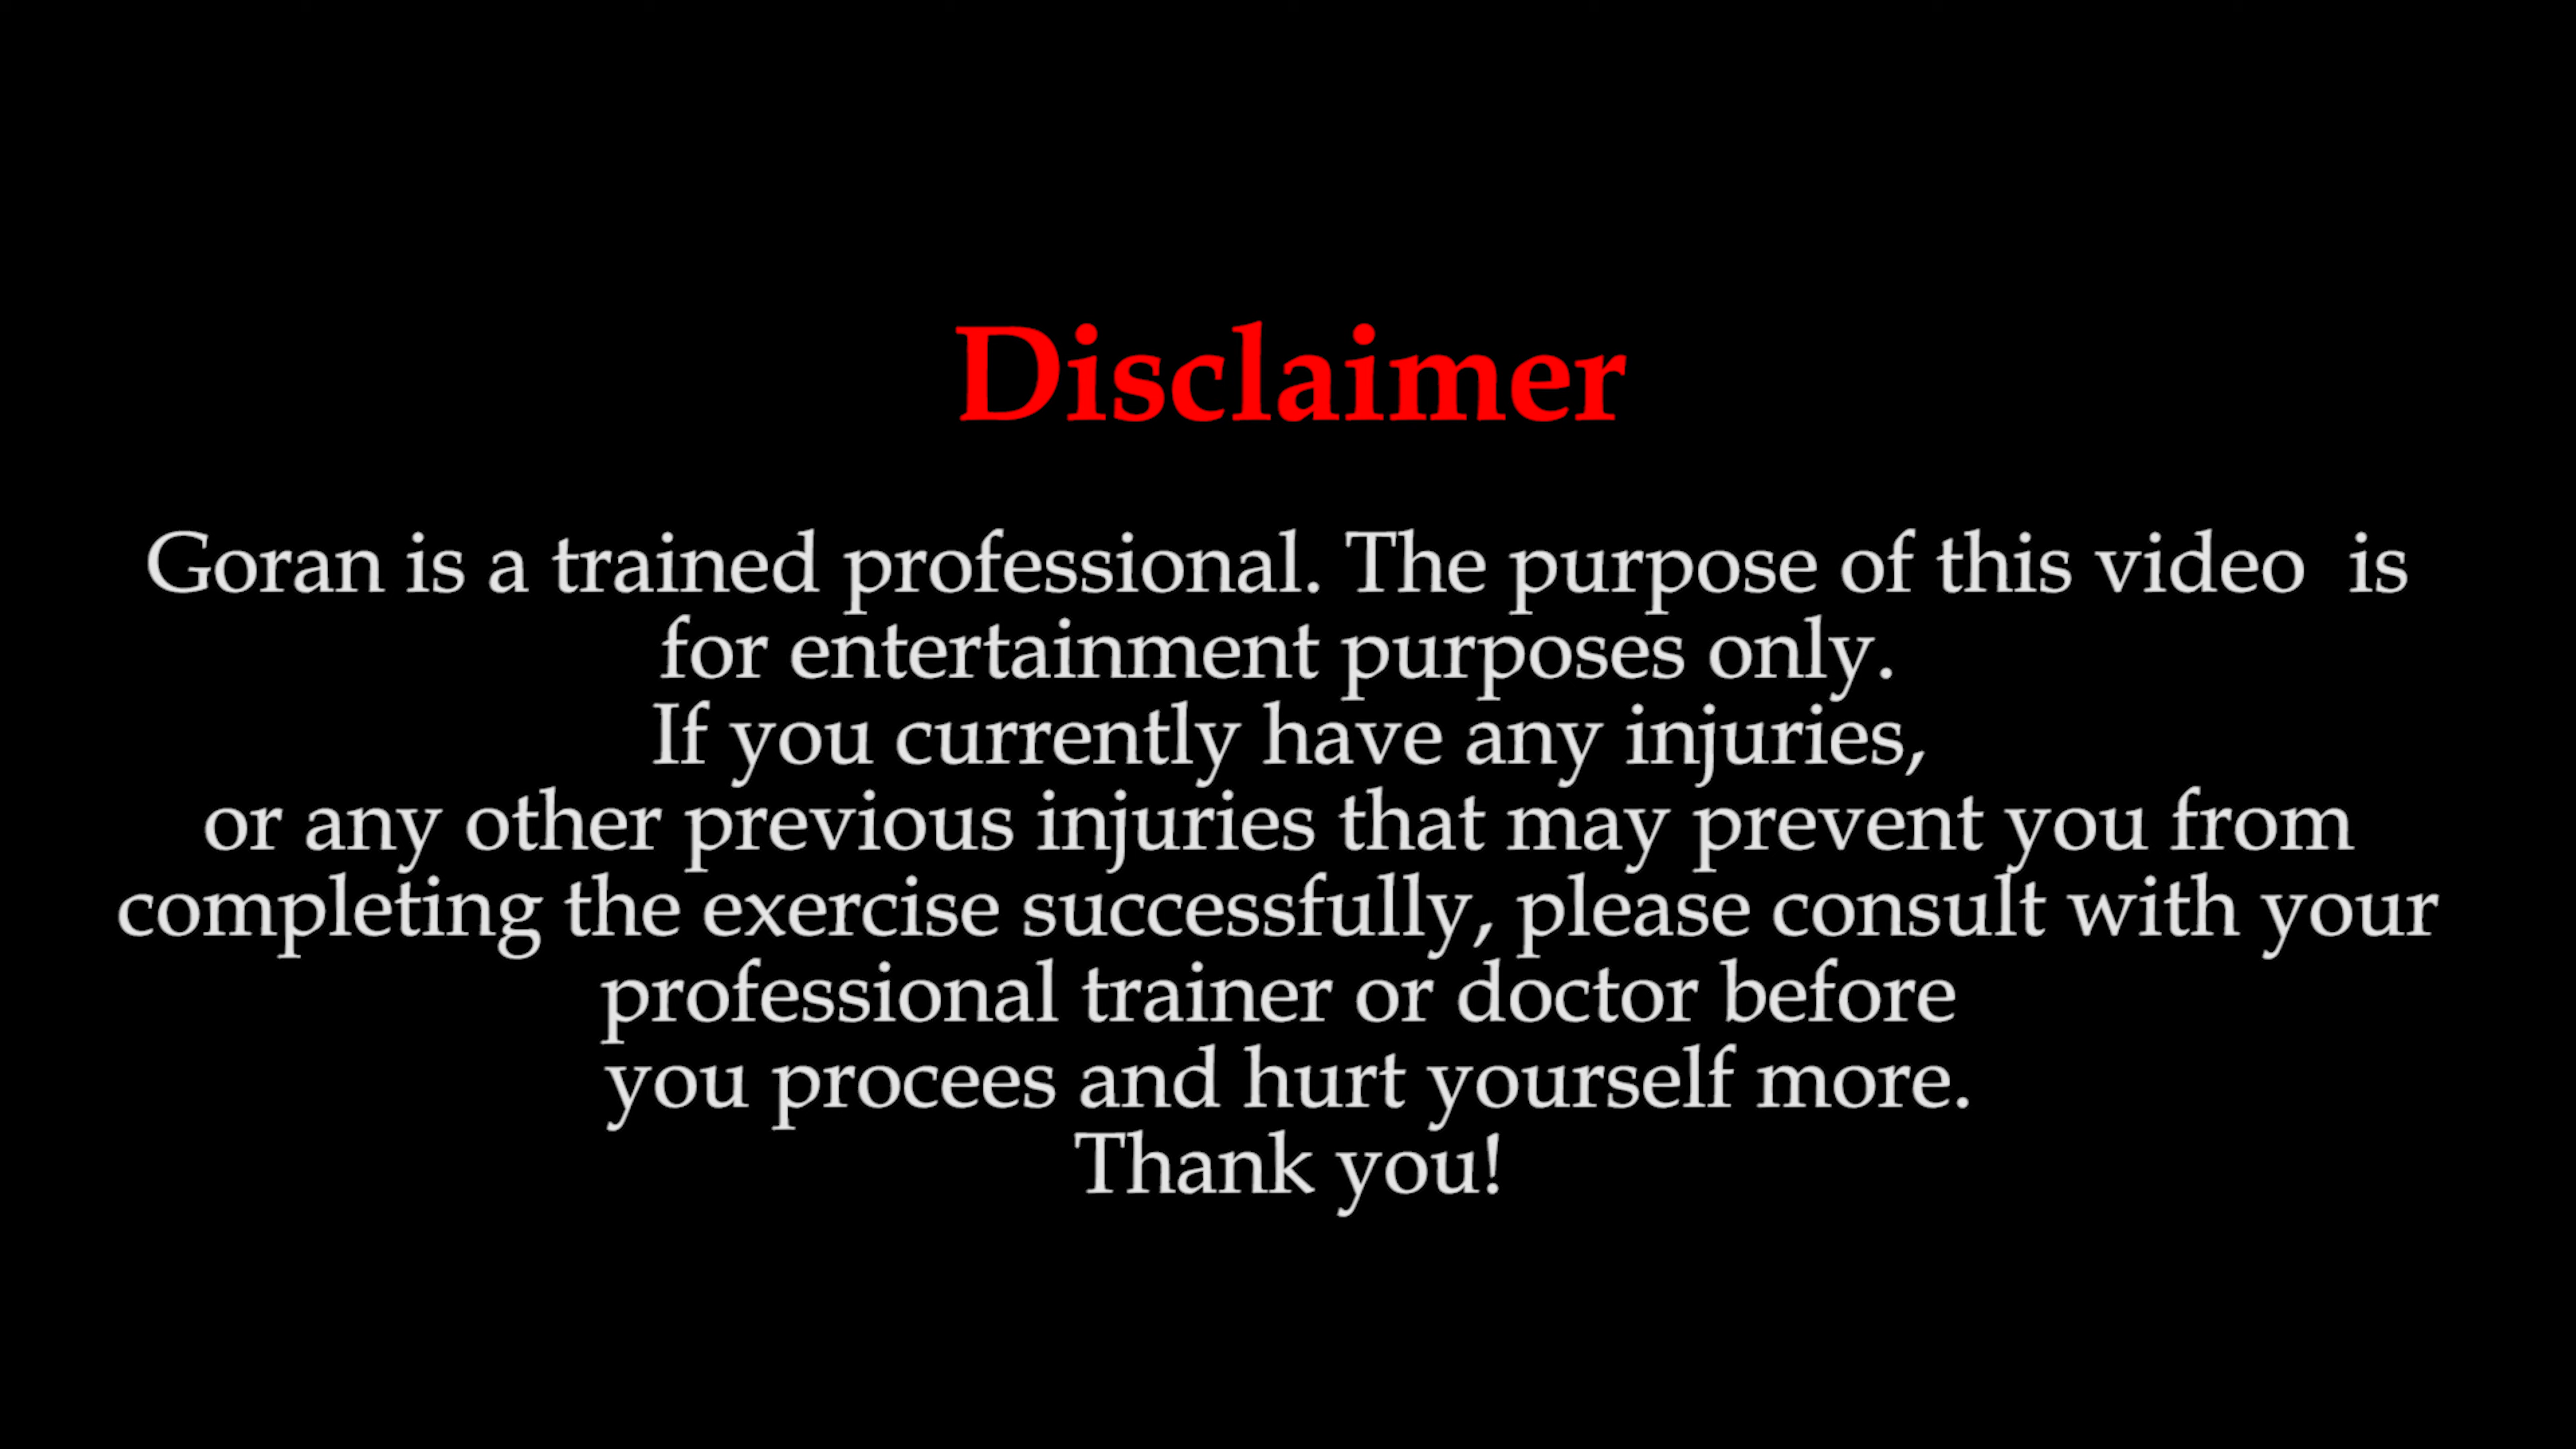 Disclaimer
Goran is a trained professional. The purpose of this video  is
for entertainment purposes only.
If you currently have any injuries,
or any other previous injuries that may prevent you from
completing the exercise successfully, please consult with your
professional trainer or doctor before
you procees and hurt yourself more.
Thank you!